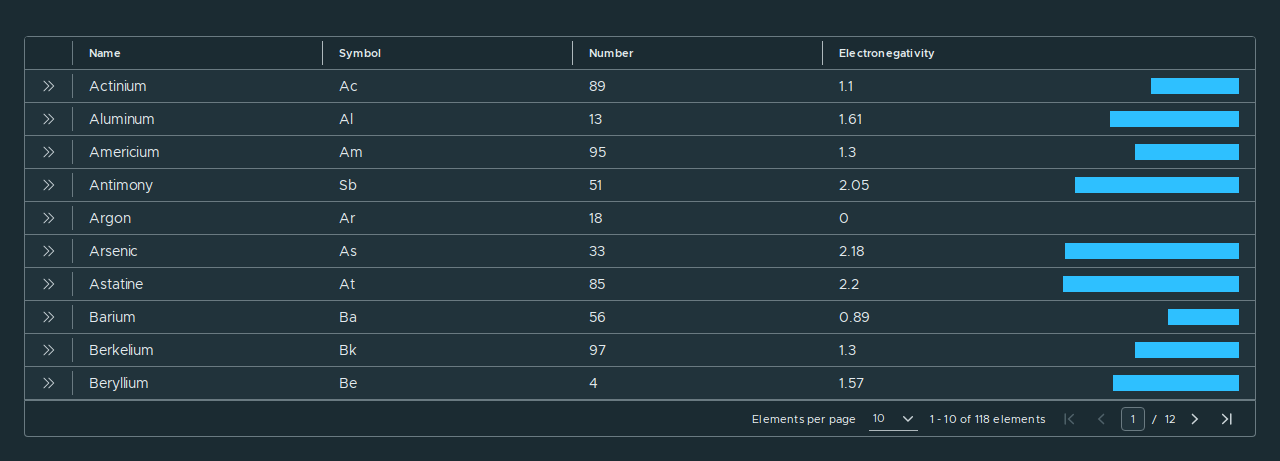 Name Symbol Number Electronegativity
Actinium Ac 89 1.1
Aluminum Al 13 1.61
Americium Am 95 1.3
Antimony Sb 51 2.05
Argon Ar 18 0
Arsenic As 33 2.18
Astatine At 85 2.2
Barium Ba 56 0.89
Berkelium Bk 97 1.3
Beryllium Be 4 1.57
Elements per page 10 1 - 10 of 118 elements 1 / 12